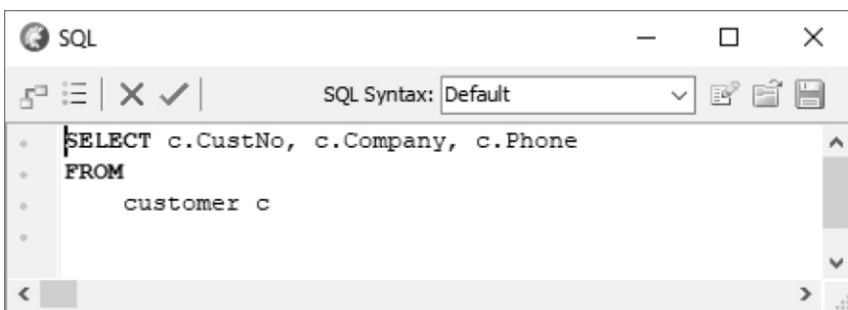 SQL
SQL Syntax: Default
SELECT c.CustNo, c.Company, c.Phone
FROM
customer c